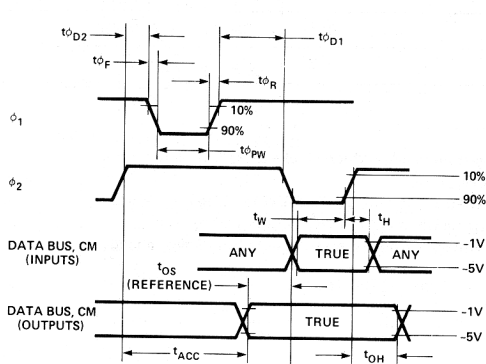 tφD2
tφD1
tφF
tφR
φ1
10%
90%
tφPW
φ2
10%
90%
tW
tH
DATA BUS, CM
(INPUTS)
ANY
TRUE
ANY
-1V
-5V
tOS
(REFERENCE)
DATA BUS, CM
(OUTPUTS)
TRUE
-1V
-5V
tACC
tOH